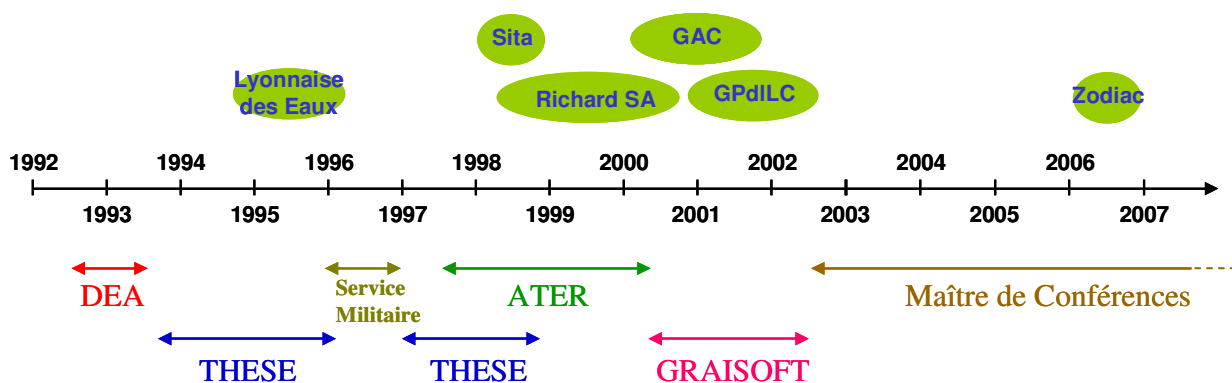 Sita
GAC
Lyonnaise
des Eaux
Richard SA
GPdILC
Zodiac
1992 1994 1996 1998 2000 2002 2004 2006
1993 1995 1997 1999 2001 2003 2005 2007
DEA
Service
Militaire
ATER
Maître de Conférences
THESE
THESE
GRAISOFT